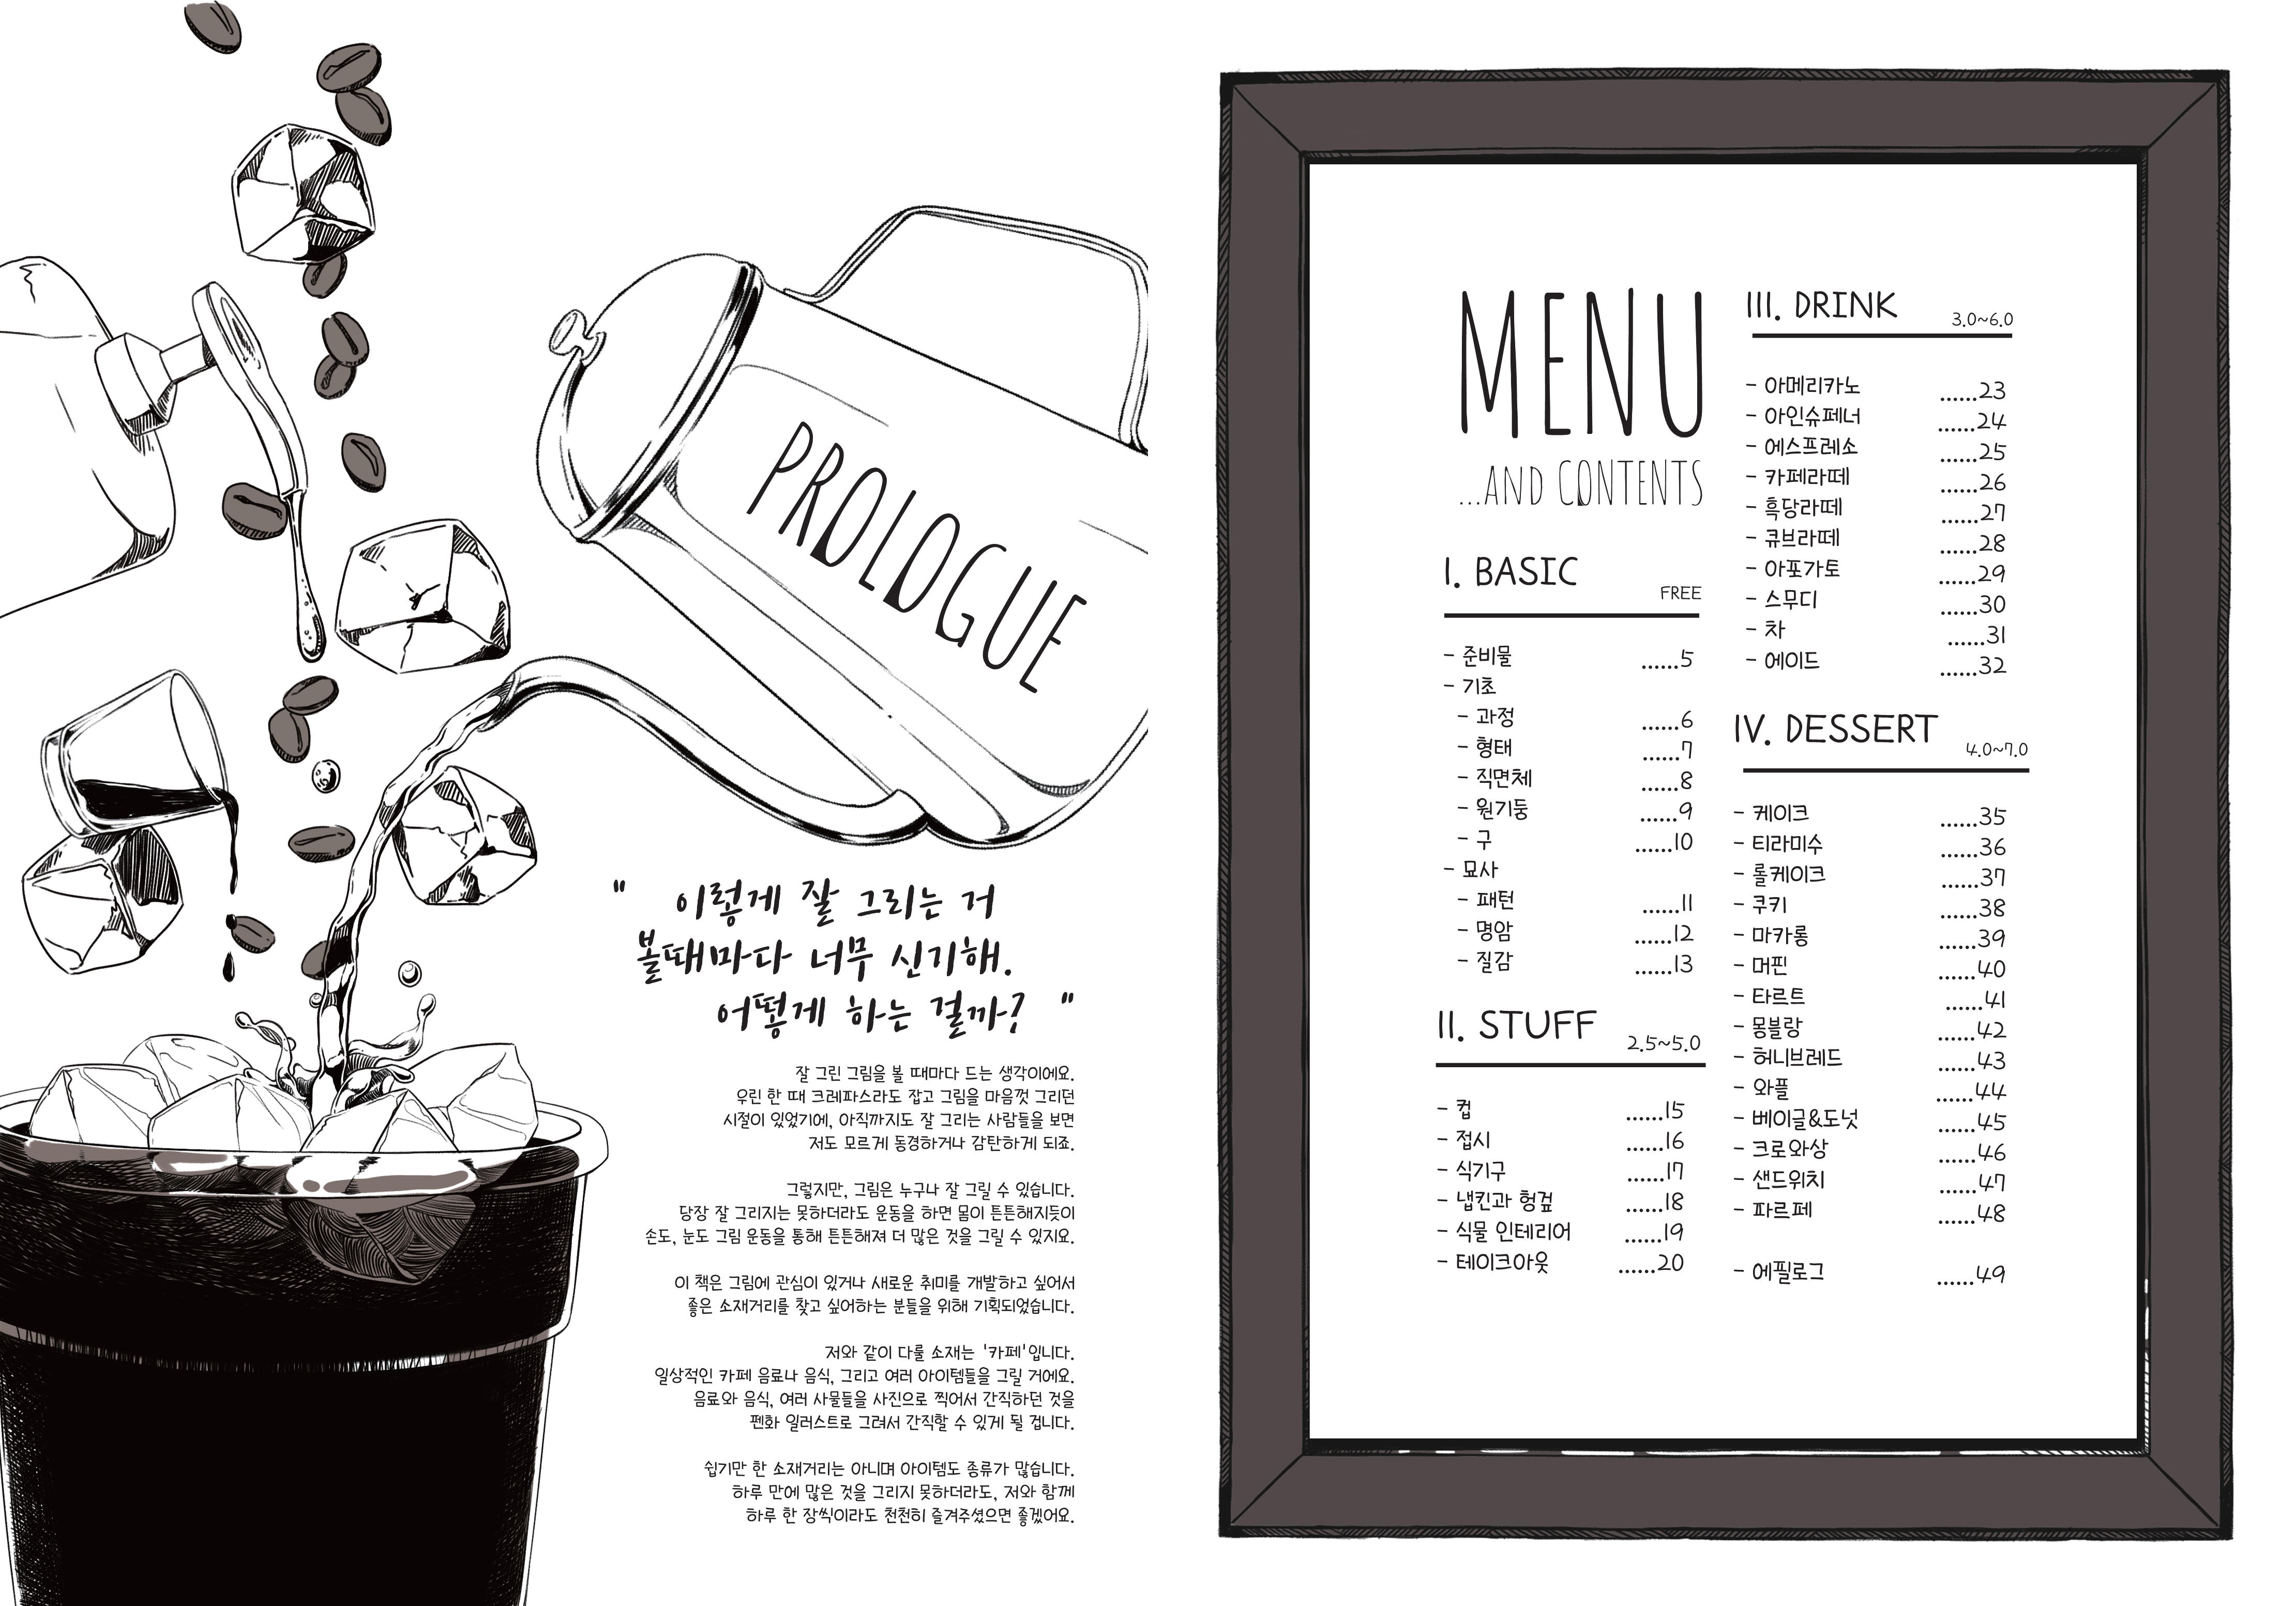 PROLOGUE
" 이렇게 잘 그리는 거
볼때마다 너무 신기해.
어떻게 하는 걸까? "
잘 그린 그림을 볼 때마다 드는 생각이에요.
우린 한 때 크레파스라도 잡고 그림을 마음껏 그리던
시절이 있었기에, 아직까지도 잘 그리는 사람들을 보면
저도 모르게 동경하거나 감탄하게 되죠.
그렇지만, 그림은 누구나 잘 그릴 수 있습니다.
당장 잘 그리지는 못하더라도 운동을 하면 몸이 튼튼해지듯이
손도, 눈도 그림 운동을 통해 튼튼해져 더 많은 것을 그릴 수 있지요.
이 책은 그림에 관심이 있거나 새로운 취미를 개발하고 싶어서
좋은 소재거리를 찾고 싶어하는 분들을 위해 기획되었습니다.
저와 같이 다룰 소재는 '카페'입니다.
일상적인 카페 음료나 음식, 그리고 여러 아이템들을 그릴 거에요.
음료와 음식, 여러 사물들을 사진으로 찍어서 간직하던 것을
펜화 일러스트로 그려서 간직할 수 있게 될 겁니다.
쉽기만 한 소재거리는 아니며 아이템도 종류가 많습니다.
하루 만에 많은 것을 그리지 못하더라도, 저와 함께
하루 한 장씩이라도 천천히 즐겨주셨으면 좋겠어요.
MENU
...AND CONTENTS
I. BASIC FREE
- 준비물 ......5
- 기초
- 과정 ......6
- 형태 ......7
- 직면체 ......8
- 원기둥 ......9
- 구 ......10
- 묘사
- 패턴 ......11
- 명암 ......12
- 질감 ......13
II. STUFF 2.5~5.0
- 컵 ......15
- 접시 ......16
- 식기구 ......17
- 냅킨과 헝겊 ......18
- 식물 인테리어 ......19
- 테이크아웃 ......20
III. DRINK 3.0~6.0
- 아메리카노 ......23
- 아인슈페너 ......24
- 에스프레소 ......25
- 카페라떼 ......26
- 흑당라떼 ......27
- 큐브라떼 ......28
- 아포가토 ......29
- 스무디 ......30
- 차 ......31
- 에이드 ......32
IV. DESSERT 4.0~7.0
- 케이크 ......35
- 티라미수 ......36
- 롤케이크 ......37
- 쿠키 ......38
- 마카롱 ......39
- 머핀 ......40
- 타르트 ......41
- 몽블랑 ......42
- 허니브레드 ......43
- 와플 ......44
- 베이글&도넛 ......45
- 크로와상 ......46
- 샌드위치 ......47
- 파르페 ......48
- 에필로그 ......49